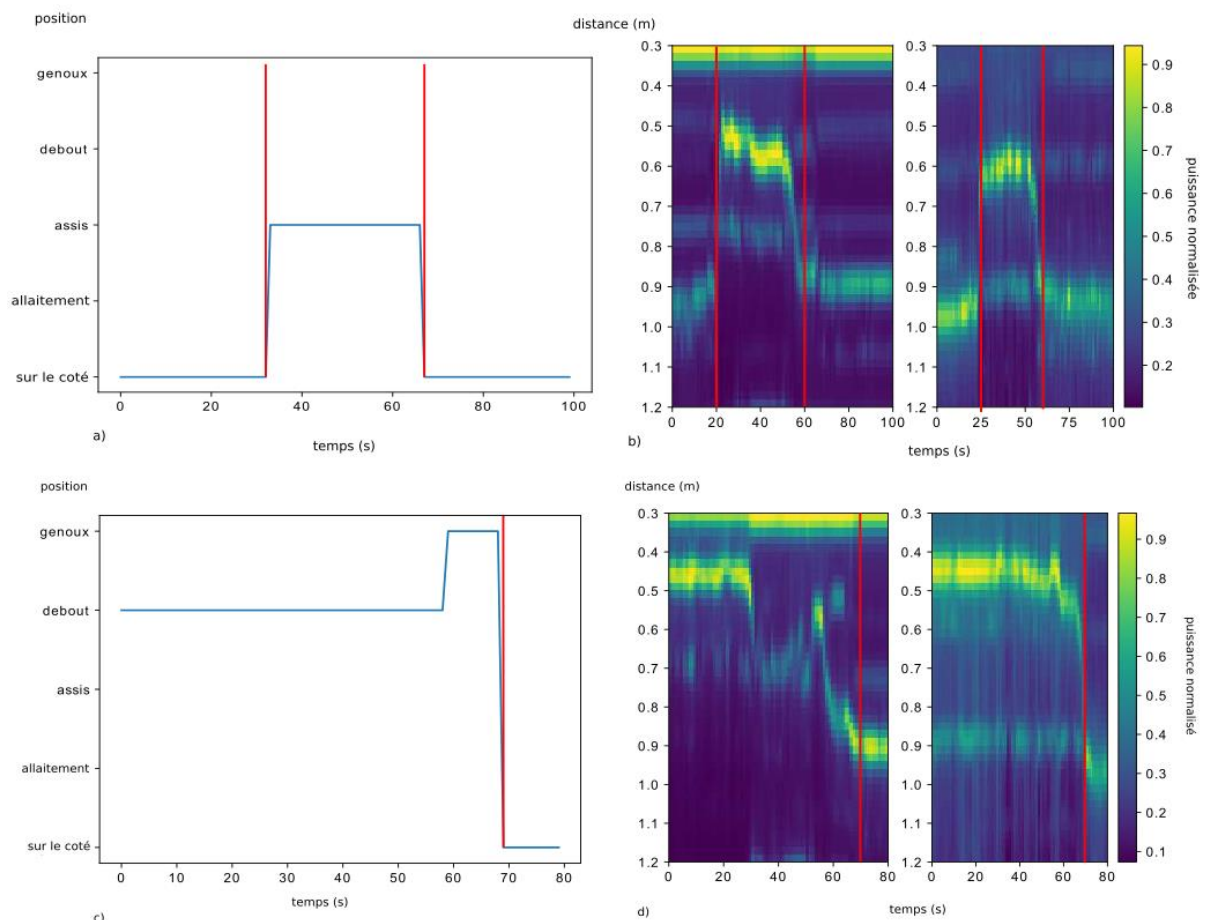 position
genoux
debout
assis
allaitement
sur le coté
0 20 40 60 80 100
a)
temps (s)
distance (m)
0.3
0.4
0.5
0.6
0.7
0.8
0.9
1.0
1.1
1.2
0 20 40 60 80 100
0.3
0.4
0.5
0.6
0.7
0.8
0.9
1.0
1.1
1.2
0 25 50 75 100
b)
temps (s)
0.9
0.8
0.7
0.6
0.5
0.4
0.3
0.2
puissance normalisée
position
genoux
debout
assis
allaitement
sur le coté
0 10 20 30 40 50 60 70 80
temps (s)
c)
distance (m)
0.3
0.4
0.5
0.6
0.7
0.8
0.9
1.0
1.1
1.2
0 20 40 60 80
0.3
0.4
0.5
0.6
0.7
0.8
0.9
1.0
1.1
1.2
0 20 40 60 80
d)
temps (s)
0.9
0.8
0.7
0.6
0.5
0.4
0.3
0.2
0.1
puissance normalisé